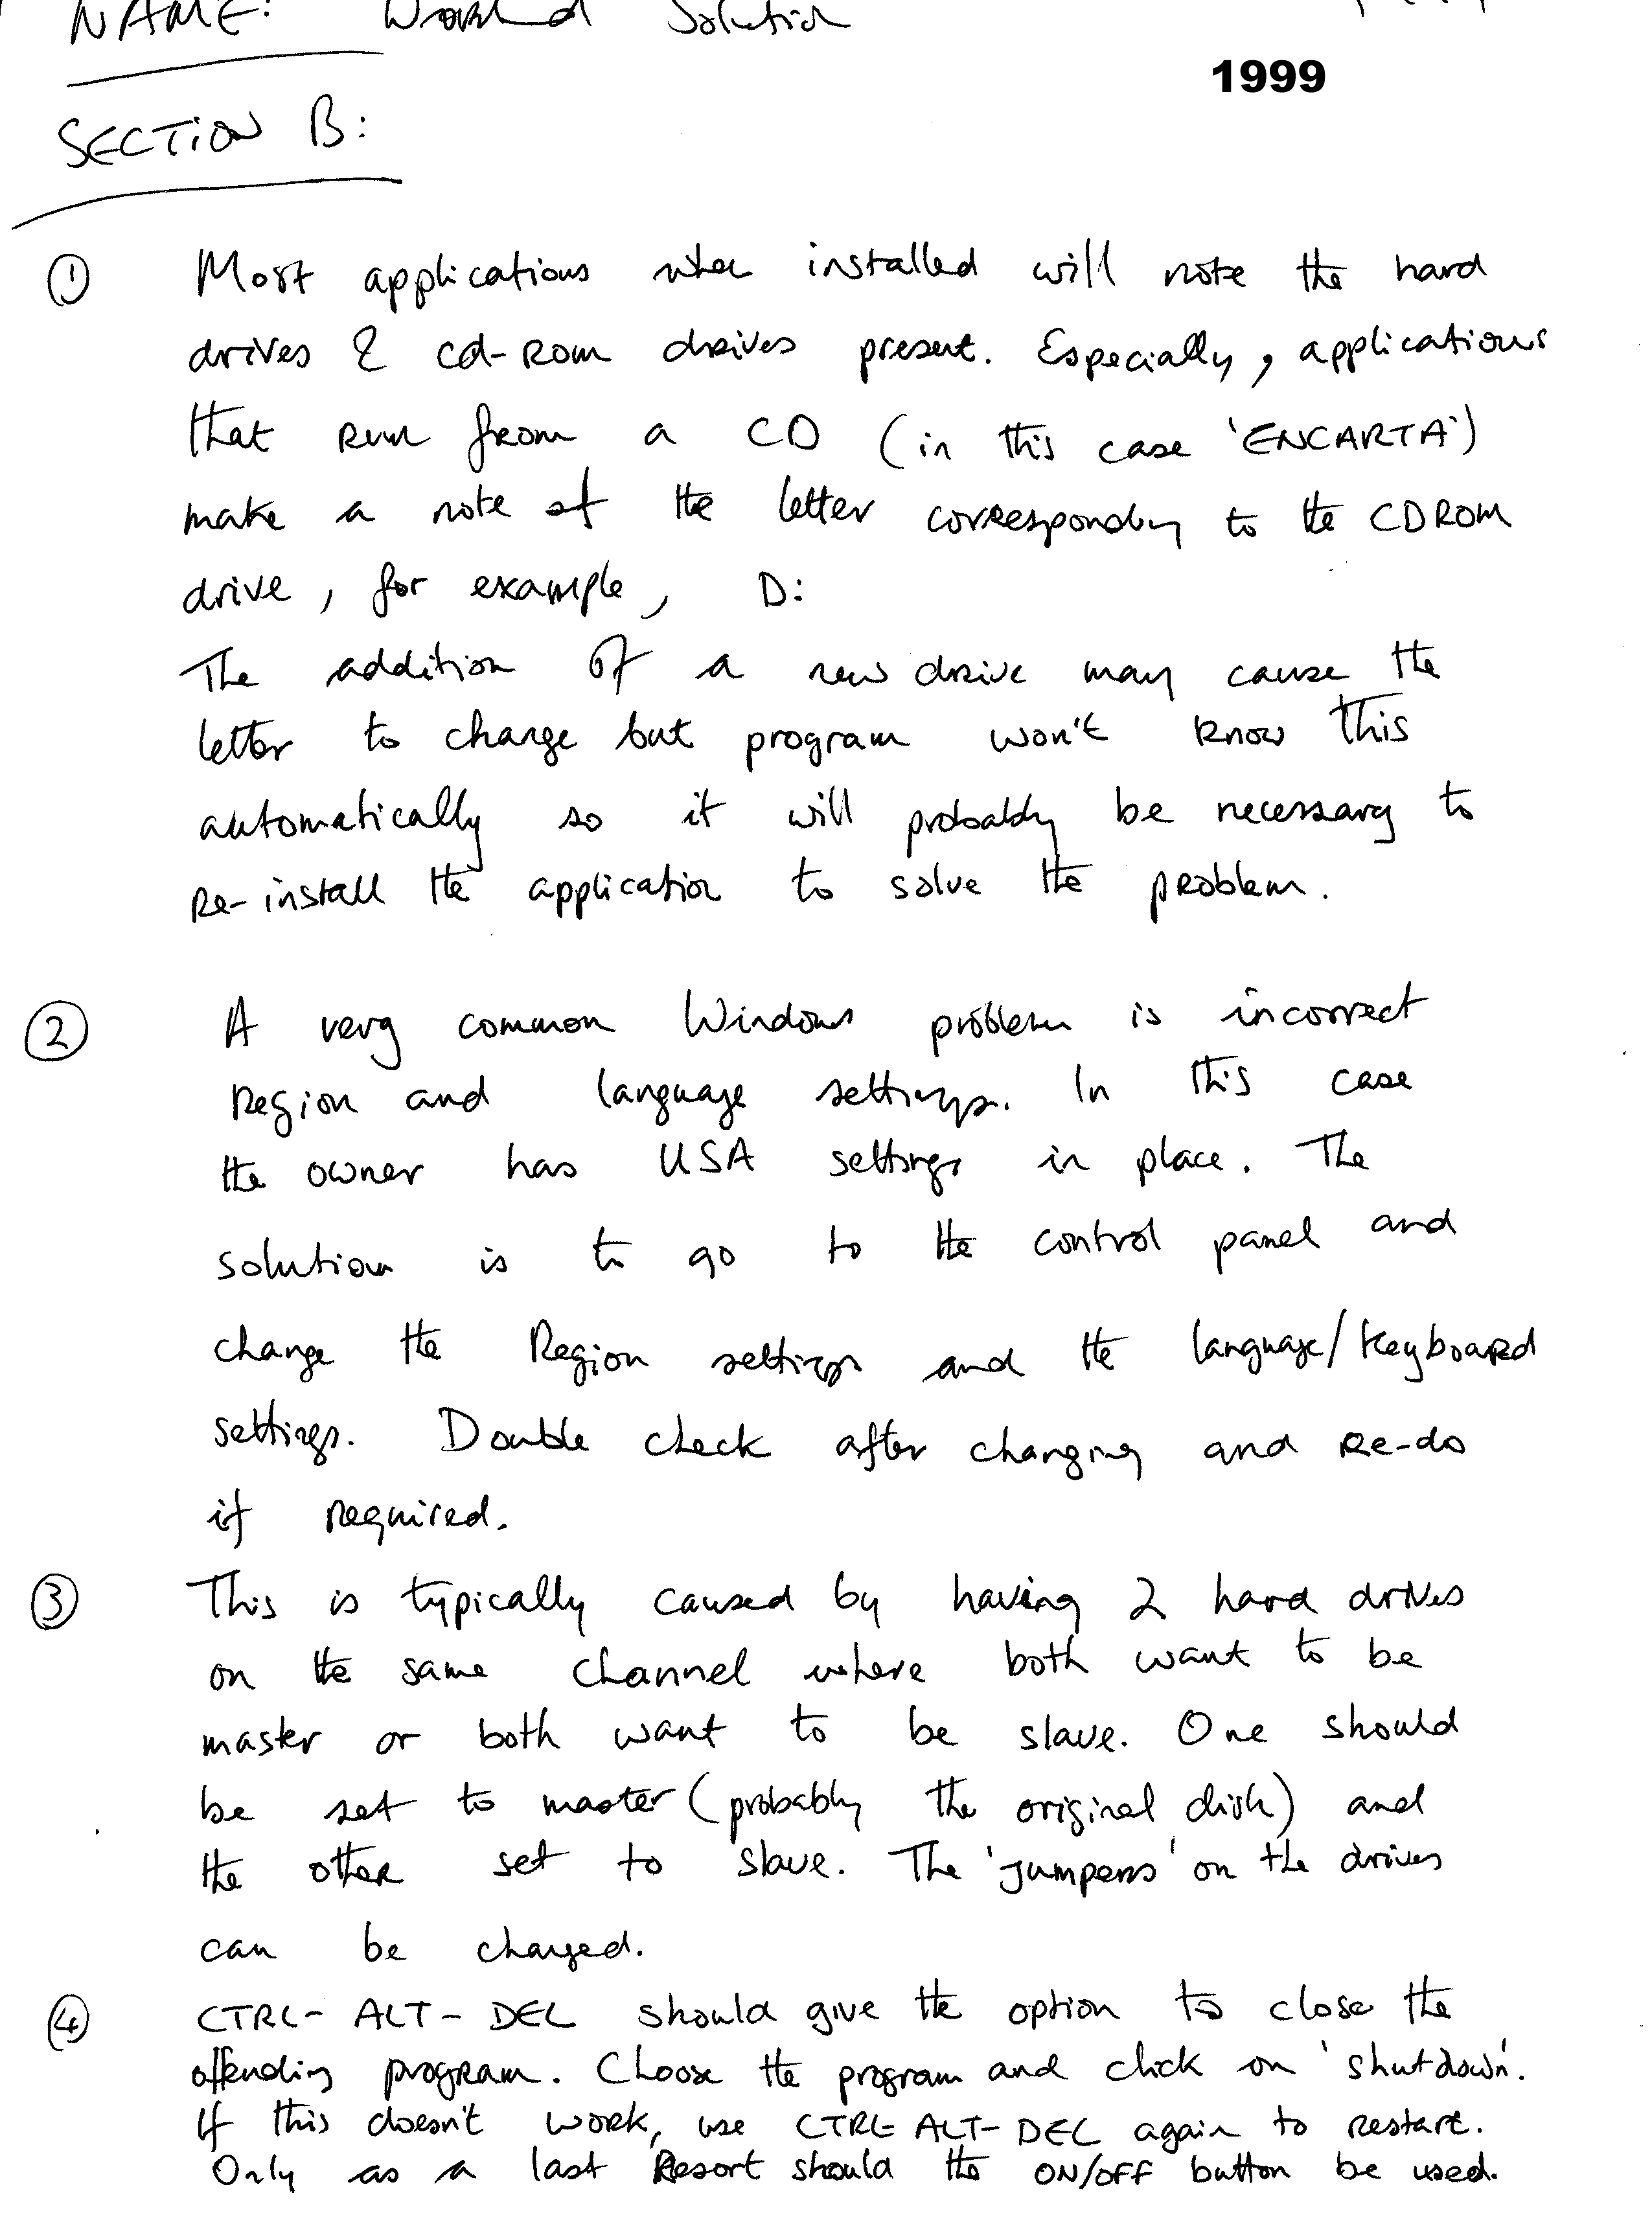 NAME: Worked Solution
1999
SECTION B:
① Most applications when installed will note the hard
drives & cd-ROM drives present. Especially, applications
that run from a CD (in this case 'ENCARTA')
make a note of the letter corresponding to the CDROM
drive, for example, D:
The addition of a new drive may cause the
letter to change but program won't know this
automatically so it will probably be necessary to
Re-install the application to solve the problem.
② A very common Windows problem is incorrect
Region and language settings. In this case
the owner has USA settings in place. The
solution is to go to the control panel and
change the Region settings and the language/keyboard
settings. Double check after changing and Re-do
if required.
③ This is typically caused by having 2 hard drives
on the same channel where both want to be
master or both want to be slave. One should
be set to master (probably the original disk) and
the other set to slave. The 'jumpers' on the drives
can be changed.
④ CTRL-ALT-DEL should give the option to close the
offending program. Choose the program and click on 'shutdown'.
If this doesn't work, use CTRL-ALT-DEL again to restart.
Only as a last Resort should the ON/OFF button be used.